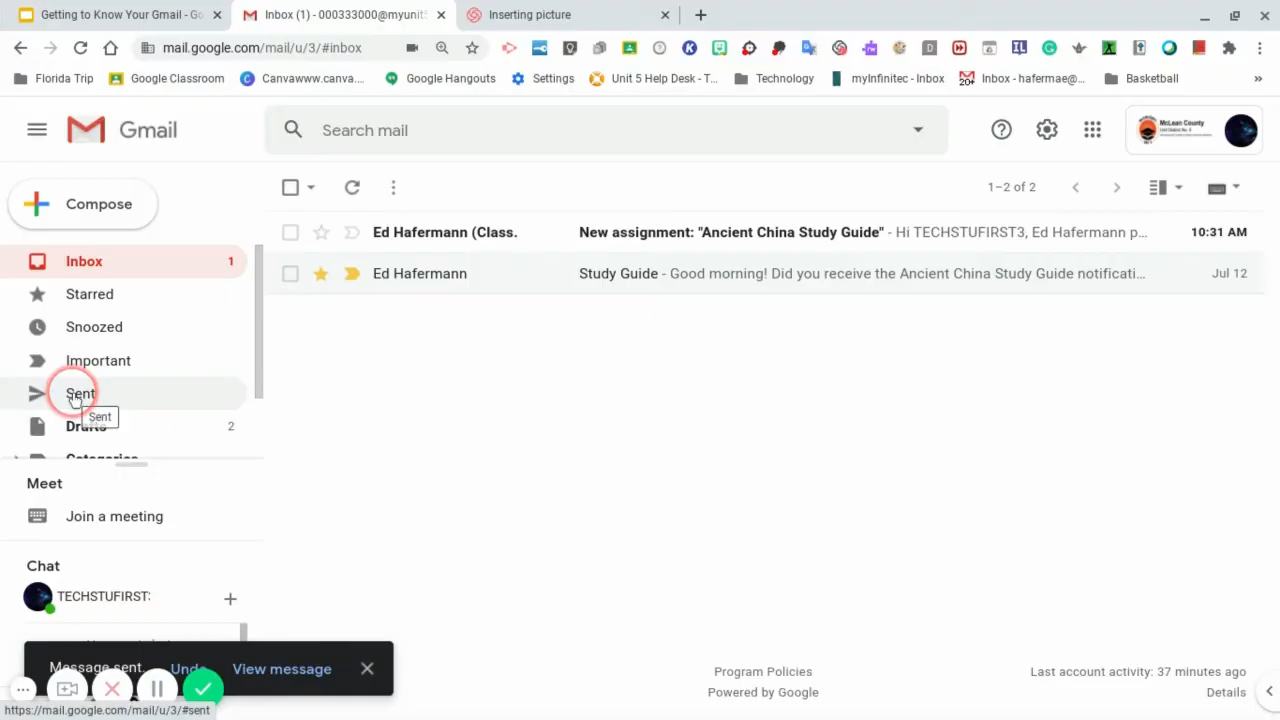 Getting to Know Your Gmail - Go
Inbox (1) - 000333000@myunit5
Inserting picture
mail.google.com/mail/u/3/#inbox
Florida Trip
Google Classroom
Canvawww.canva....
Google Hangouts
Settings
Unit 5 Help Desk - T...
Technology
myInfinitec - Inbox
Inbox - hafermae@...
Basketball
»
Gmail
Search mail
McLean County
Compose
1–2 of 2
Inbox 1
Ed Hafermann (Class. New assignment: "Ancient China Study Guide" - Hi TECHSTUFIRST3, Ed Hafermann p... 10:31 AM
Ed Hafermann Study Guide - Good morning! Did you receive the Ancient China Study Guide notificati... Jul 12
Starred
Snoozed
Important
Sent
Sent
Drafts 2
Categories
Meet
Join a meeting
Chat
TECHSTUFIRST:
Message sent. Undo View message
Program Policies
Powered by Google
Last account activity: 37 minutes ago
Details
https://mail.google.com/mail/u/3/#sent